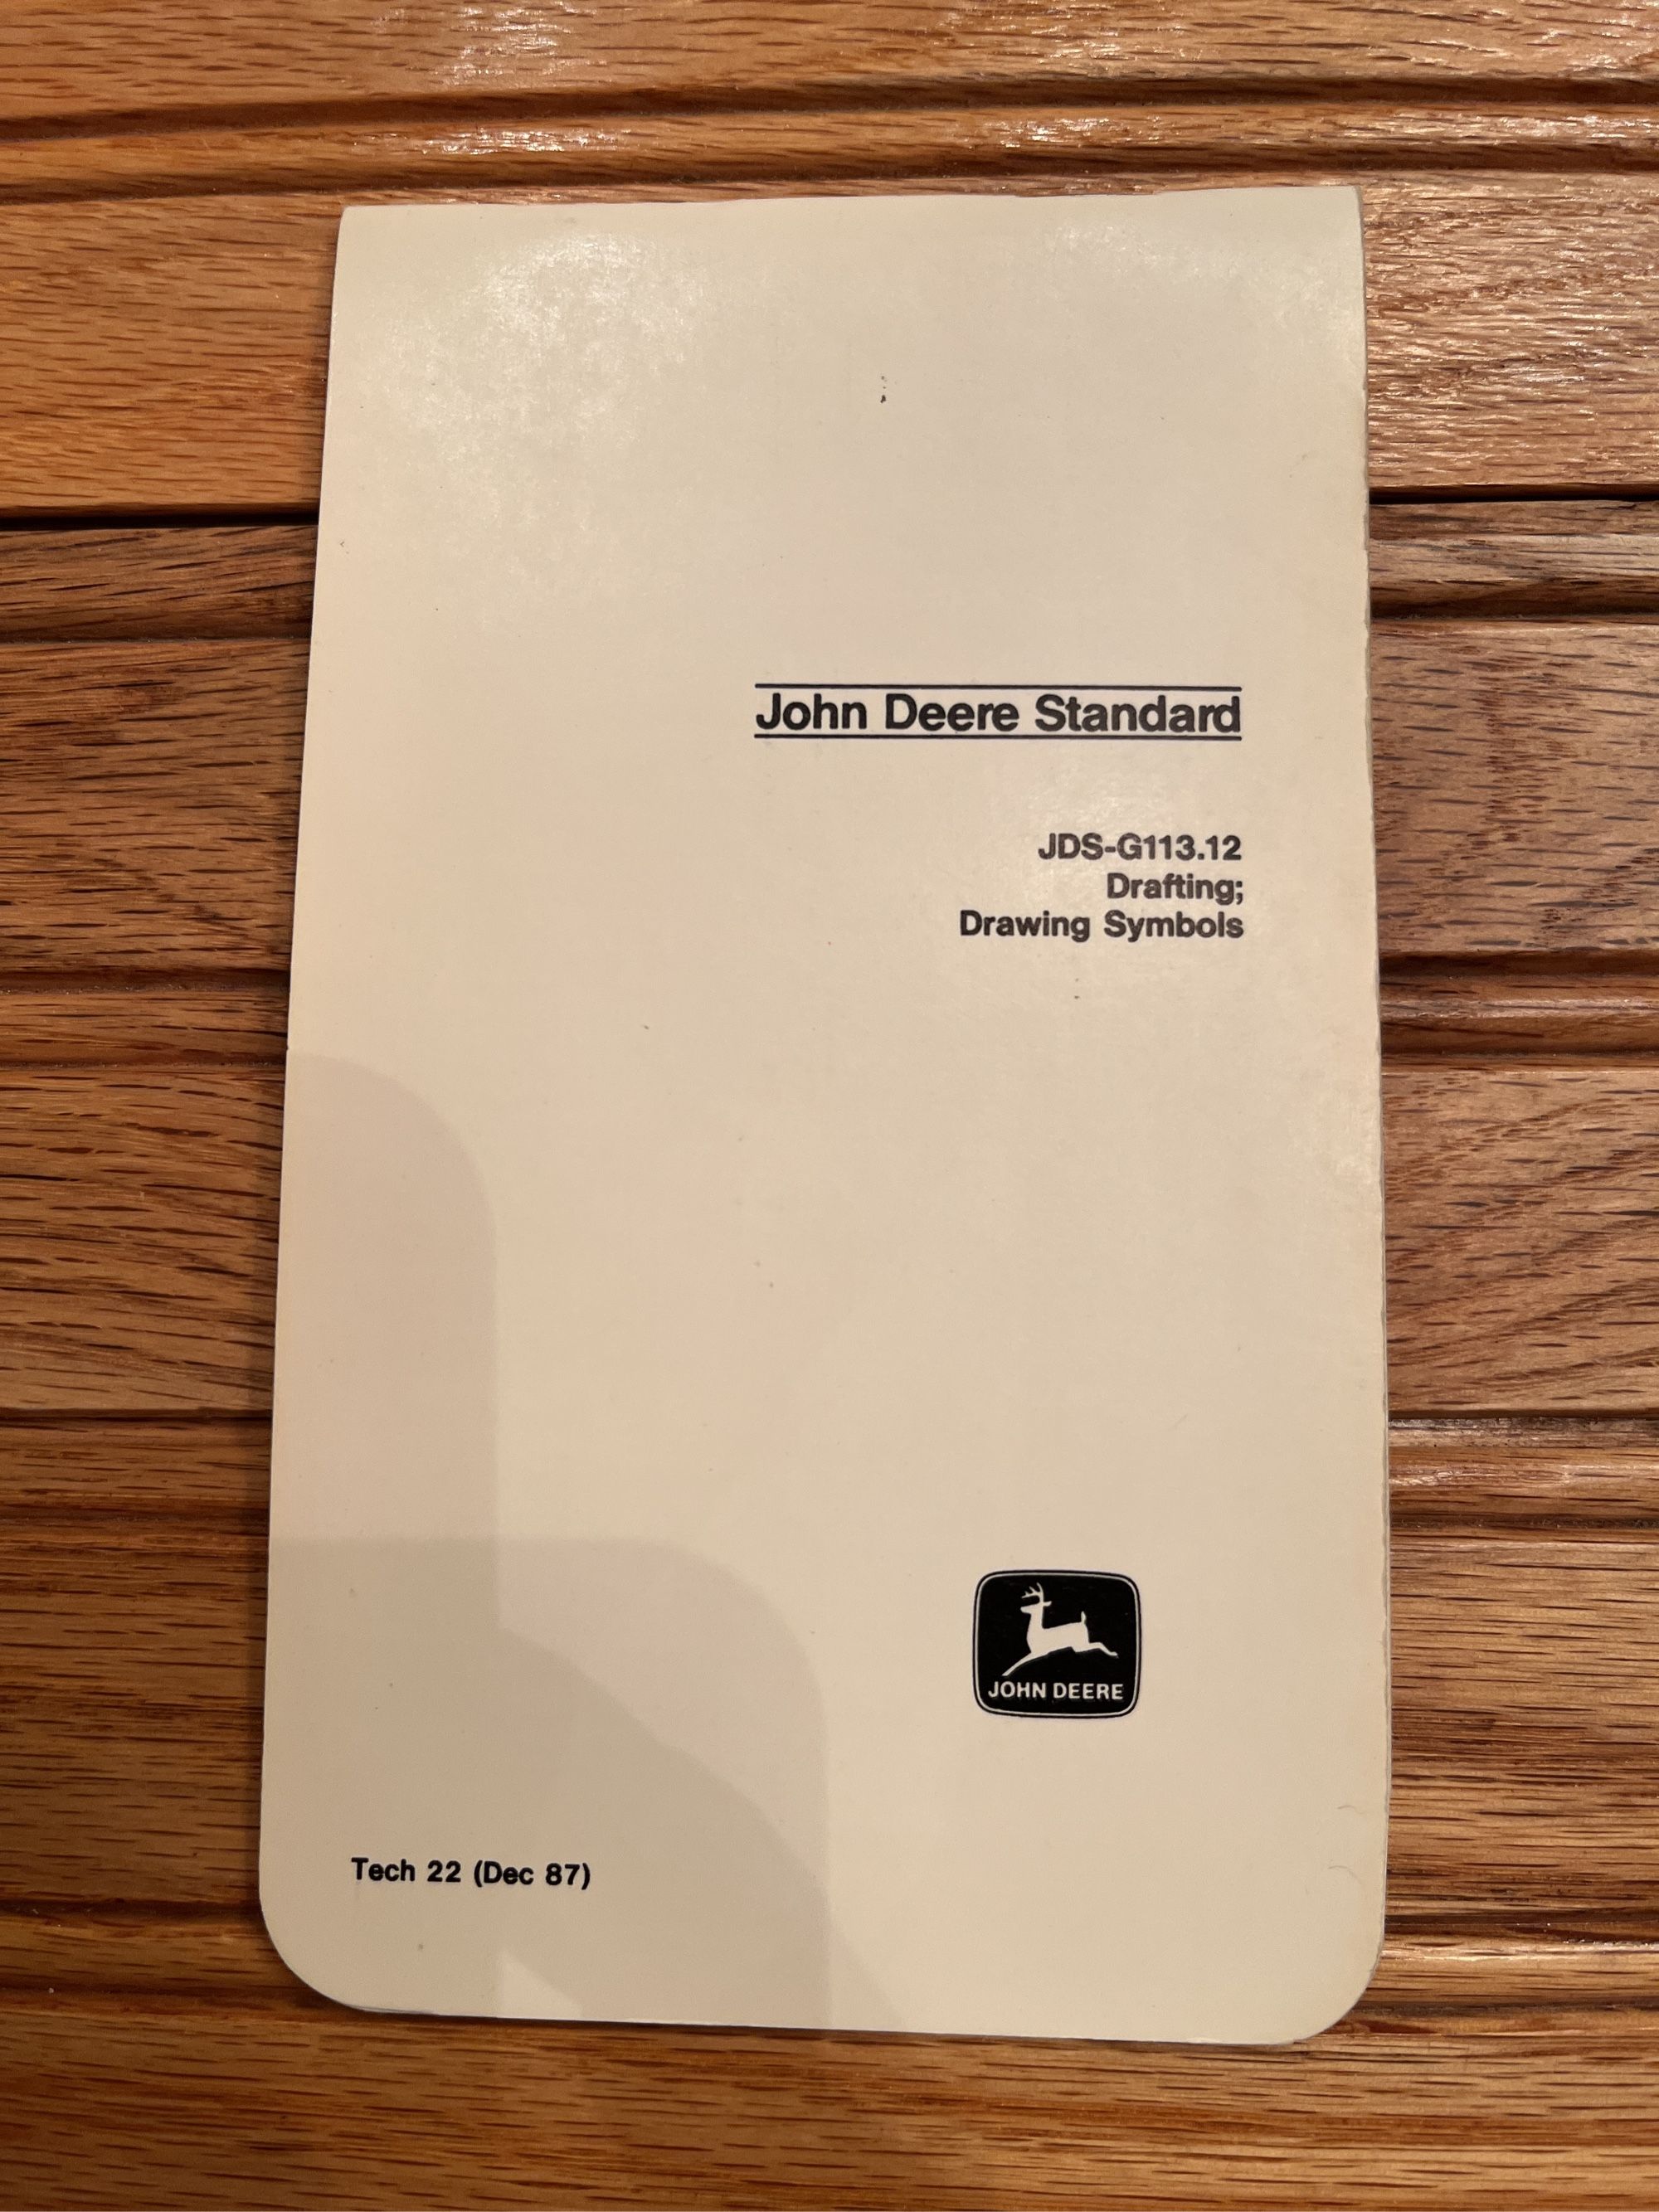 John Deere Standard
JDS-G113.12
Drafting;
Drawing Symbols
JOHN DEERE
Tech 22 (Dec 87)